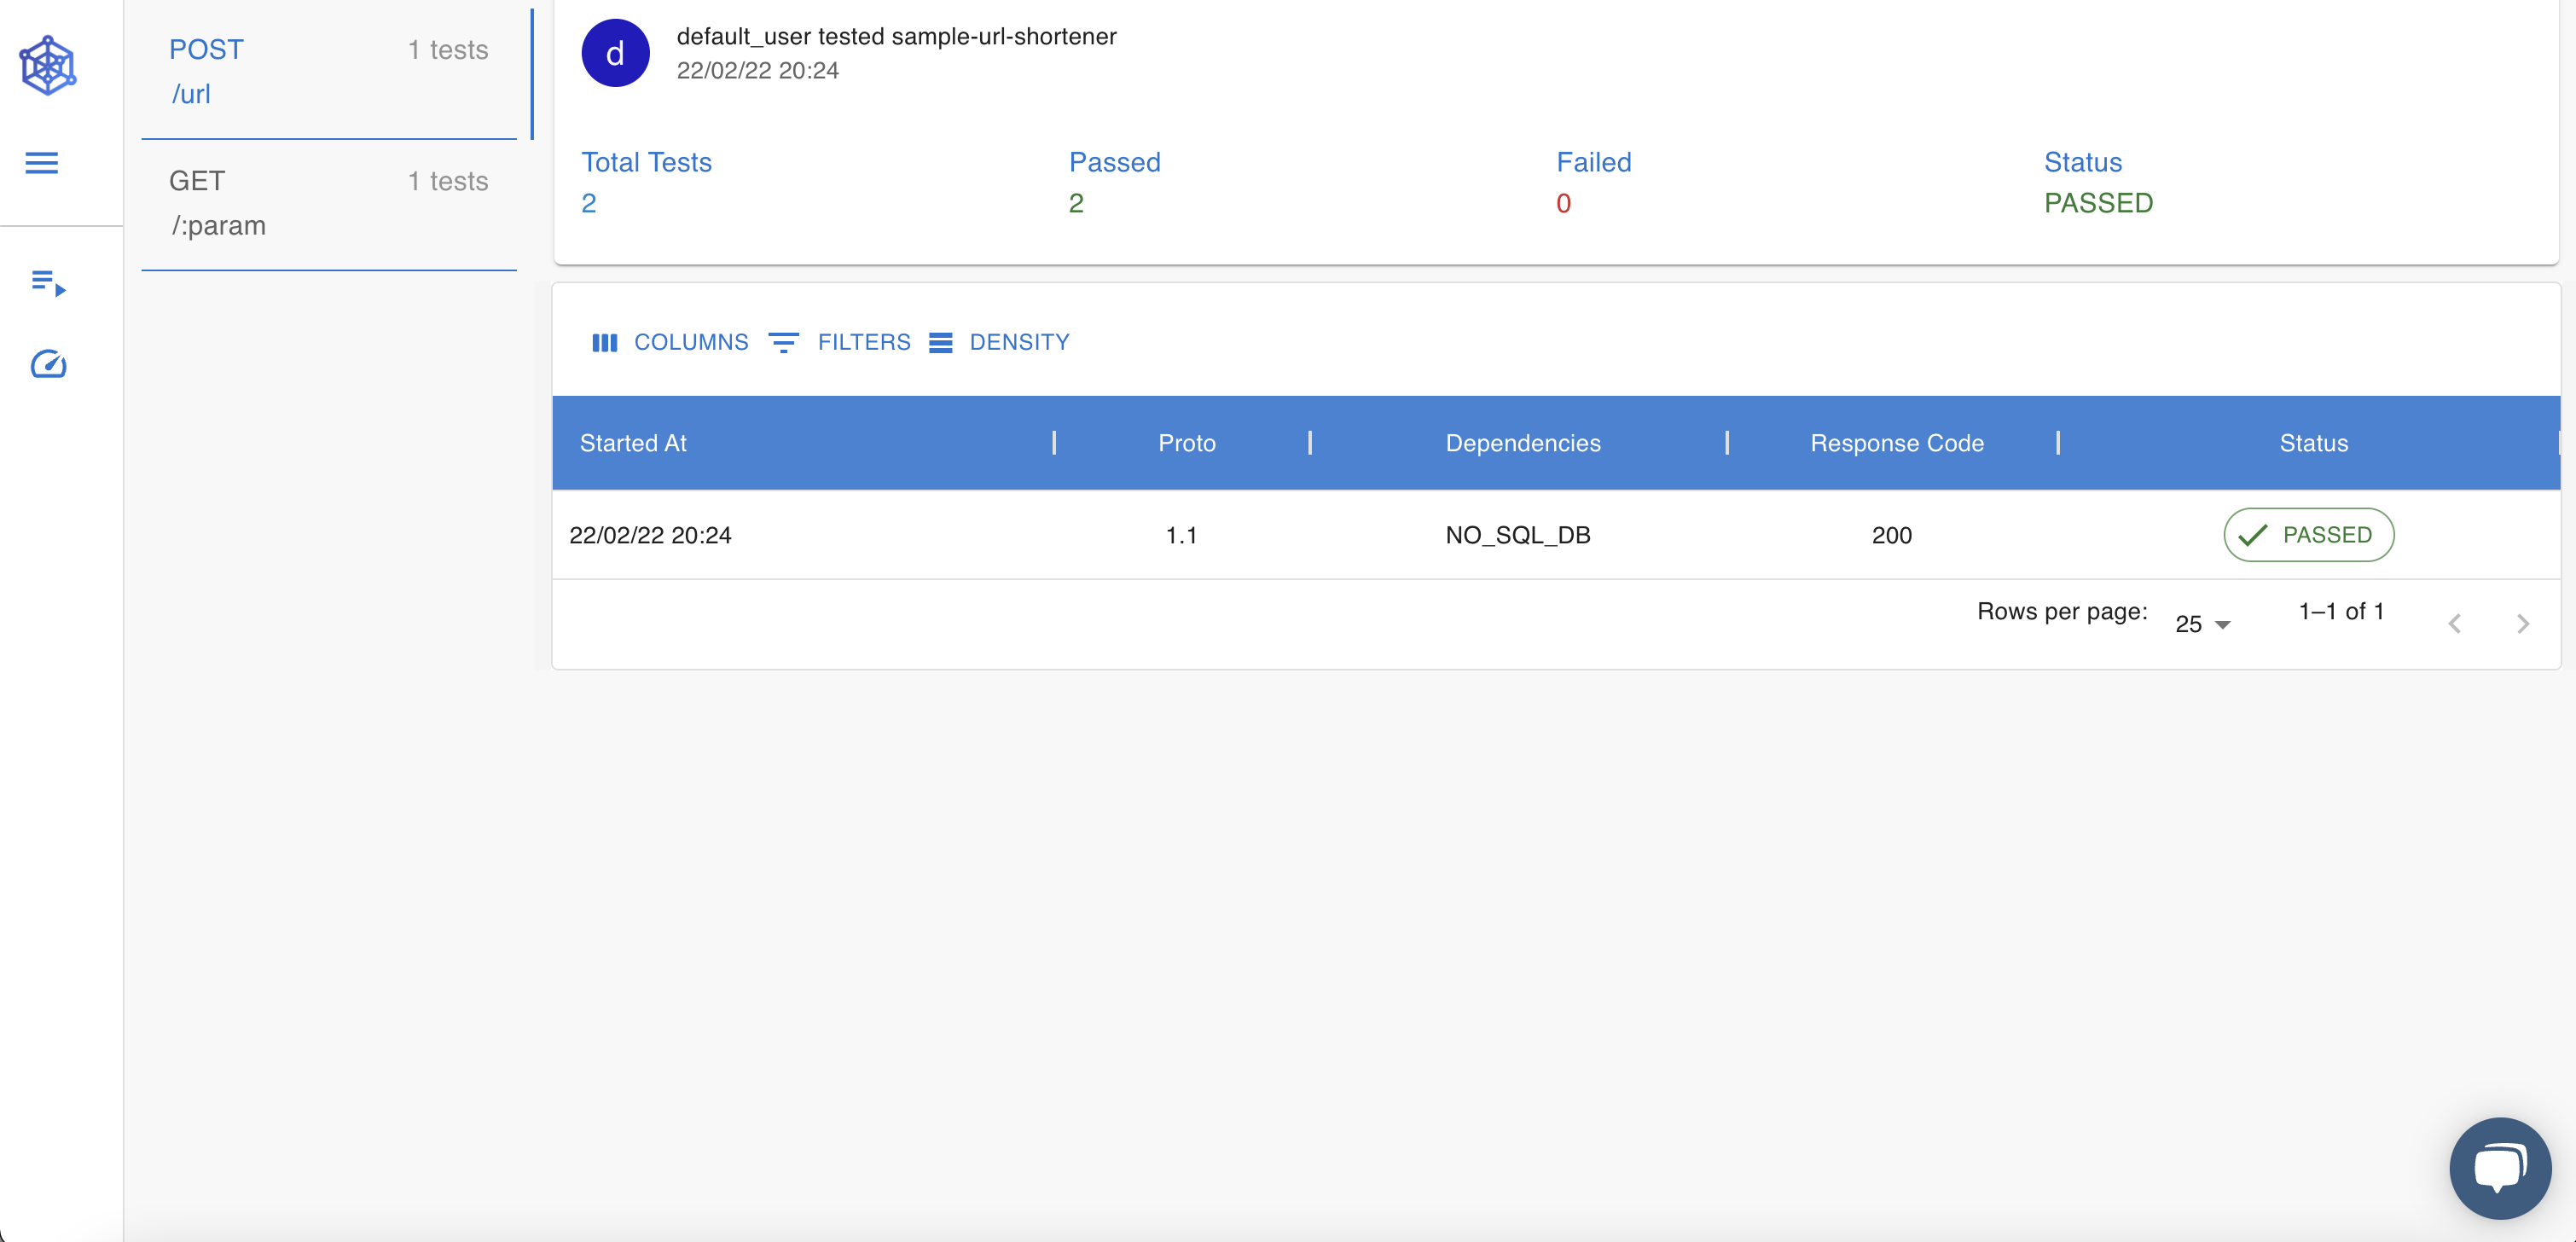 POST 1 tests
/url
GET 1 tests
/:param
d
default_user tested sample-url-shortener
22/02/22 20:24
Total Tests Passed Failed Status
2 2 0 PASSED
COLUMNS FILTERS DENSITY
Started At Proto Dependencies Response Code Status
22/02/22 20:24 1.1 NO_SQL_DB 200 PASSED
Rows per page: 25 1–1 of 1